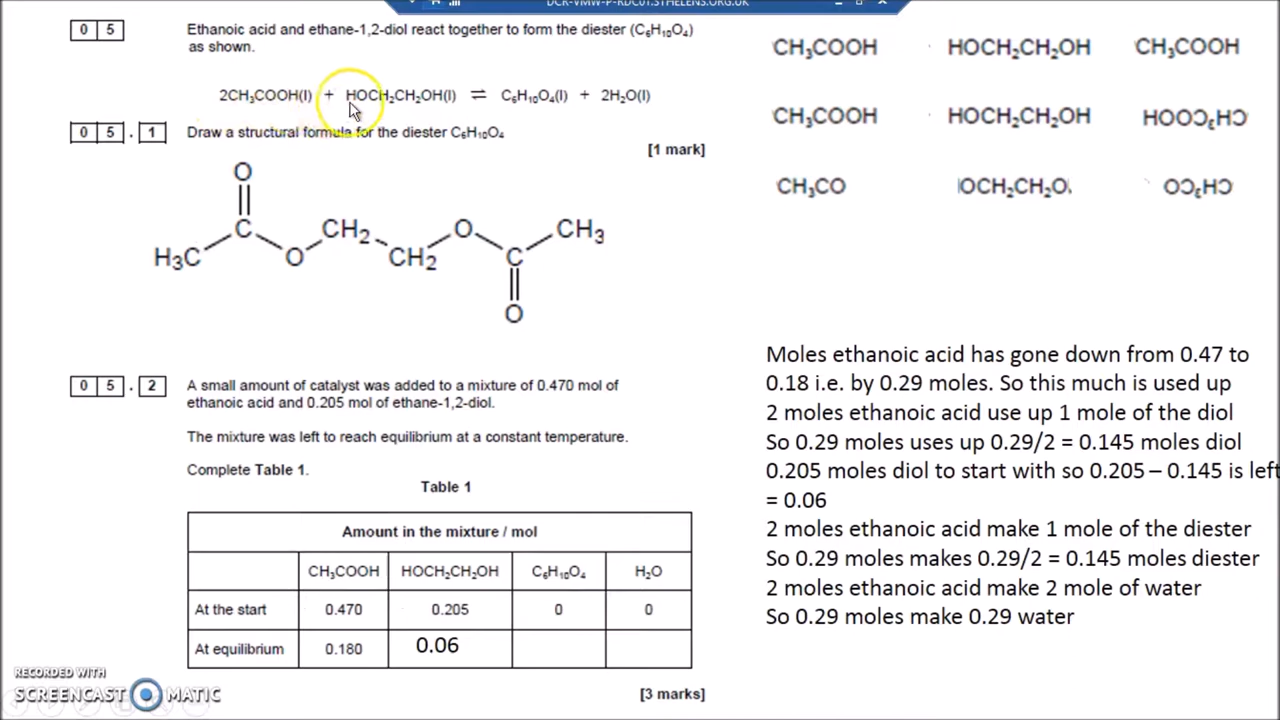 DCR-VMW-P-RDC01.STHELENS.ORG.UK
0 5
Ethanoic acid and ethane-1,2-diol react together to form the diester (C₆H₁₀O₄)
as shown.
2CH₃COOH(l) + HOCH₂CH₂OH(l) ⇌ C₆H₁₀O₄(l) + 2H₂O(l)
0 5 . 1 Draw a structural formula for the diester C₆H₁₀O₄
[1 mark]
O
H₃C C O CH₂ CH₂ O C CH₃
O
0 5 . 2 A small amount of catalyst was added to a mixture of 0.470 mol of
ethanoic acid and 0.205 mol of ethane-1,2-diol.
The mixture was left to reach equilibrium at a constant temperature.
Complete Table 1.
Table 1
Amount in the mixture / mol
CH₃COOH HOCH₂CH₂OH C₆H₁₀O₄ H₂O
At the start 0.470 0.205 0 0
At equilibrium 0.180 0.06
[3 marks]
CH₃COOH HOCH₂CH₂OH CH₃COOH
CH₃COOH HOCH₂CH₂OH HOOCCH₃
CH₃CO OCH₂CH₂O OCCH₃
Moles ethanoic acid has gone down from 0.47 to
0.18 i.e. by 0.29 moles. So this much is used up
2 moles ethanoic acid use up 1 mole of the diol
So 0.29 moles uses up 0.29/2 = 0.145 moles diol
0.205 moles diol to start with so 0.205 – 0.145 is left
= 0.06
2 moles ethanoic acid make 1 mole of the diester
So 0.29 moles makes 0.29/2 = 0.145 moles diester
2 moles ethanoic acid make 2 mole of water
So 0.29 moles make 0.29 water
RECORDED WITH
SCREENCAST MATIC